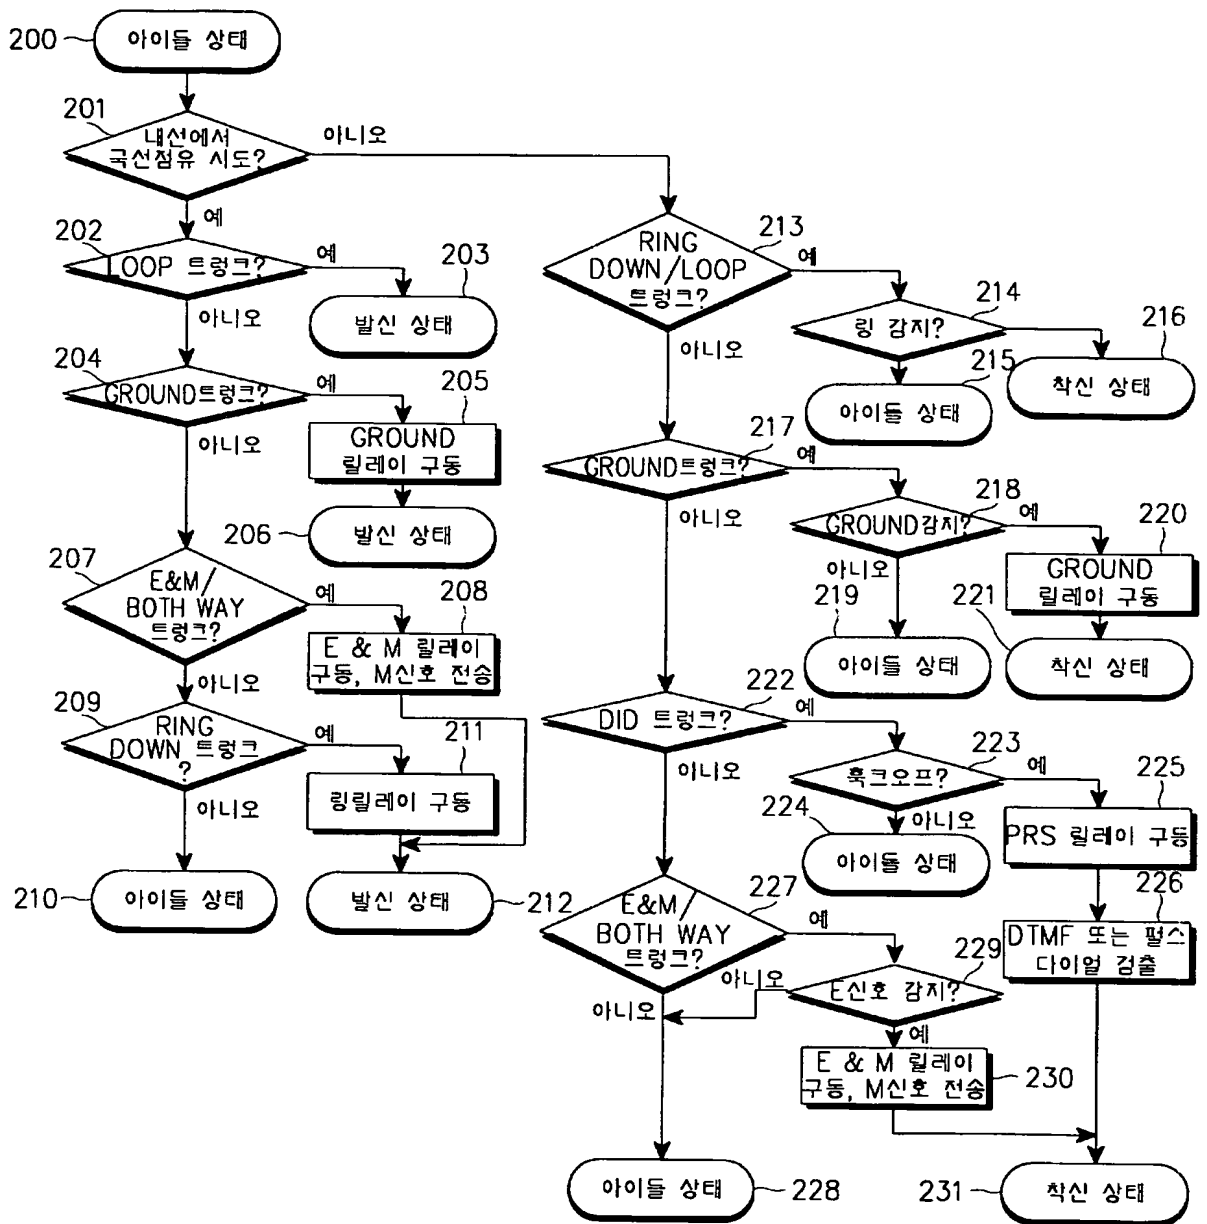 200
아이들 상태
201
내선에서
국선점유 시도?
아니오
예
202
LOOP 트렁크?
예
203
발신 상태
아니오
204
GROUND트렁크?
예
205
GROUND
릴레이 구동
아니오
206
발신 상태
207
E&M/
BOTH WAY
트렁크?
예
208
E & M 릴레이
구동, M신호 전송
아니오
209
RING
DOWN 트렁크
?
예
211
링릴레이 구동
아니오
210
아이들 상태
발신 상태
212
213
RING
DOWN/LOOP
트렁크?
예
214
링 감지?
216
착신 상태
215
아이들 상태
아니오
217
GROUND트렁크?
예
218
GROUND감지?
예
220
GROUND
릴레이 구동
아니오
아니오
219
아이들 상태
221
착신 상태
222
DID 트렁크?
예
223
훅크오프?
예
225
PRS 릴레이 구동
아니오
아니오
224
아이들 상태
226
DTMF 또는 펄스
다이얼 검출
227
E&M/
BOTH WAY
트렁크?
예
229
E신호 감지?
아니오
아니오
예
E & M 릴레이
구동, M신호 전송
230
아이들 상태
228
231
착신 상태